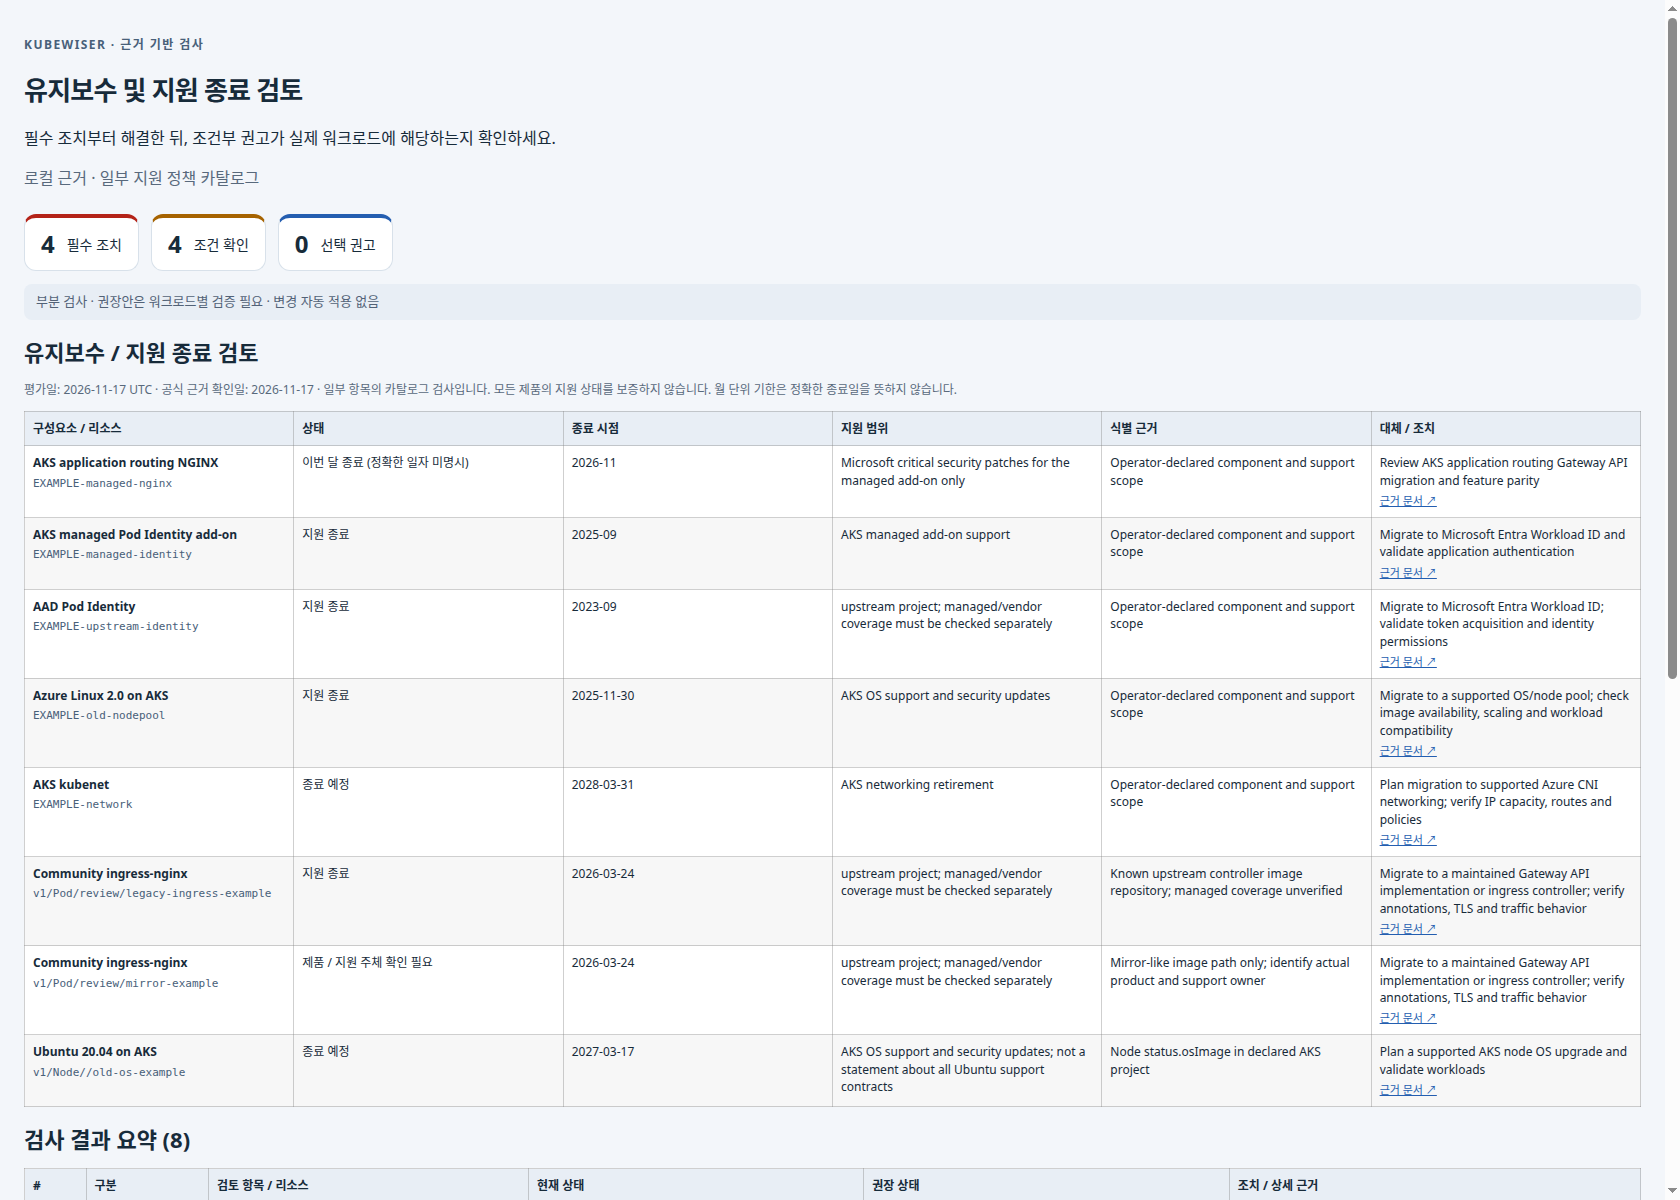 KUBEWISER · 근거 기반 검사
유지보수 및 지원 종료 검토
필수 조치부터 해결한 뒤, 조건부 권고가 실제 워크로드에 해당하는지 확인하세요.
로컬 근거 · 일부 지원 정책 카탈로그
4 필수 조치 4 조건 확인 0 선택 권고
부분 검사 · 권장안은 워크로드별 검증 필요 · 변경 자동 적용 없음
유지보수 / 지원 종료 검토
평가일: 2026-11-17 UTC · 공식 근거 확인일: 2026-11-17 · 일부 항목의 카탈로그 검사입니다. 모든 제품의 지원 상태를 보증하지 않습니다. 월 단위 기한은 정확한 종료일을 뜻하지 않습니다.
구성요소 / 리소스 상태 종료 시점 지원 범위 식별 근거 대체 / 조치
AKS application routing NGINX
EXAMPLE-managed-nginx
이번 달 종료 (정확한 일자 미명시)
2026-11
Microsoft critical security patches for the
managed add-on only
Operator-declared component and support
scope
Review AKS application routing Gateway API
migration and feature parity
근거 문서 ↗
AKS managed Pod Identity add-on
EXAMPLE-managed-identity
지원 종료
2025-09
AKS managed add-on support
Operator-declared component and support
scope
Migrate to Microsoft Entra Workload ID and
validate application authentication
근거 문서 ↗
AAD Pod Identity
EXAMPLE-upstream-identity
지원 종료
2023-09
upstream project; managed/vendor
coverage must be checked separately
Operator-declared component and support
scope
Migrate to Microsoft Entra Workload ID;
validate token acquisition and identity
permissions
근거 문서 ↗
Azure Linux 2.0 on AKS
EXAMPLE-old-nodepool
지원 종료
2025-11-30
AKS OS support and security updates
Operator-declared component and support
scope
Migrate to a supported OS/node pool; check
image availability, scaling and workload
compatibility
근거 문서 ↗
AKS kubenet
EXAMPLE-network
종료 예정
2028-03-31
AKS networking retirement
Operator-declared component and support
scope
Plan migration to supported Azure CNI
networking; verify IP capacity, routes and
policies
근거 문서 ↗
Community ingress-nginx
v1/Pod/review/legacy-ingress-example
지원 종료
2026-03-24
upstream project; managed/vendor
coverage must be checked separately
Known upstream controller image
repository; managed coverage unverified
Migrate to a maintained Gateway API
implementation or ingress controller; verify
annotations, TLS and traffic behavior
근거 문서 ↗
Community ingress-nginx
v1/Pod/review/mirror-example
제품 / 지원 주체 확인 필요
2026-03-24
upstream project; managed/vendor
coverage must be checked separately
Mirror-like image path only; identify actual
product and support owner
Migrate to a maintained Gateway API
implementation or ingress controller; verify
annotations, TLS and traffic behavior
근거 문서 ↗
Ubuntu 20.04 on AKS
v1/Node//old-os-example
종료 예정
2027-03-17
AKS OS support and security updates; not a
statement about all Ubuntu support
contracts
Node status.osImage in declared AKS
project
Plan a supported AKS node OS upgrade and
validate workloads
근거 문서 ↗
검사 결과 요약 (8)
# 구분 검토 항목 / 리소스 현재 상태 권장 상태 조치 / 상세 근거